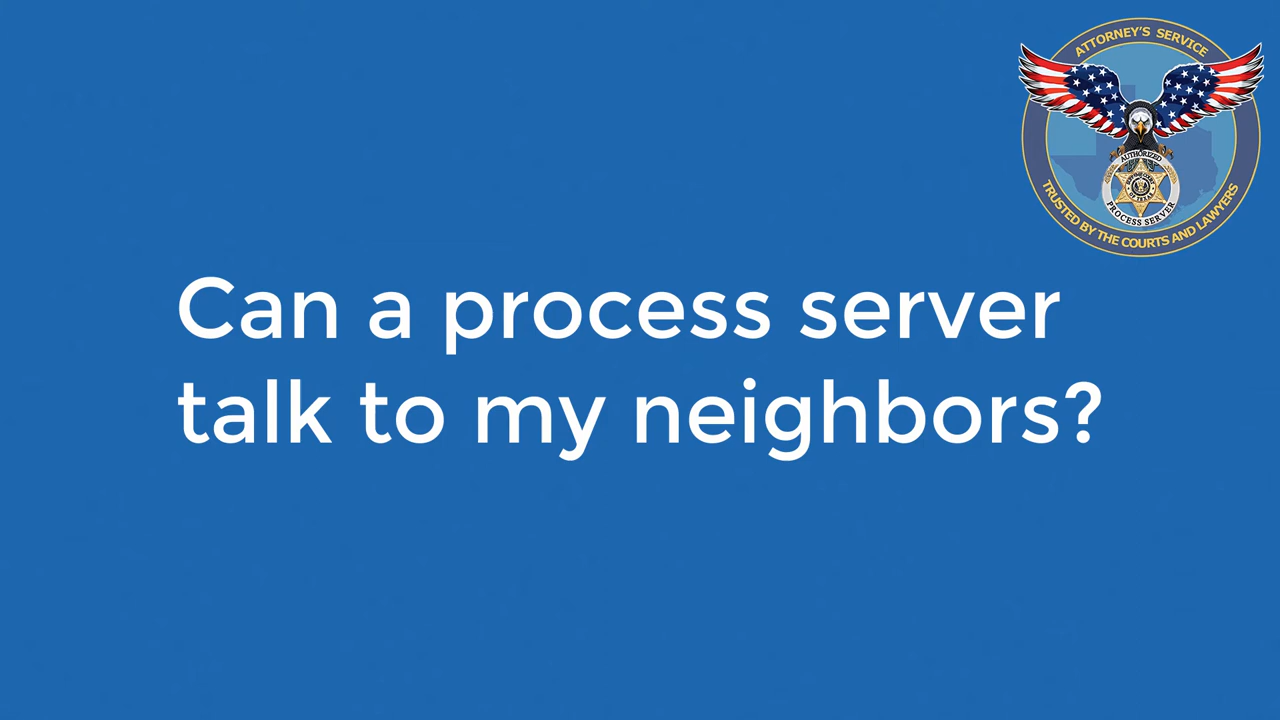 ATTORNEY'S SERVICE
AUTHORIZED
PROCESS SERVER
TRUSTED BY THE COURTS AND LAWYERS
Can a process server
talk to my neighbors?